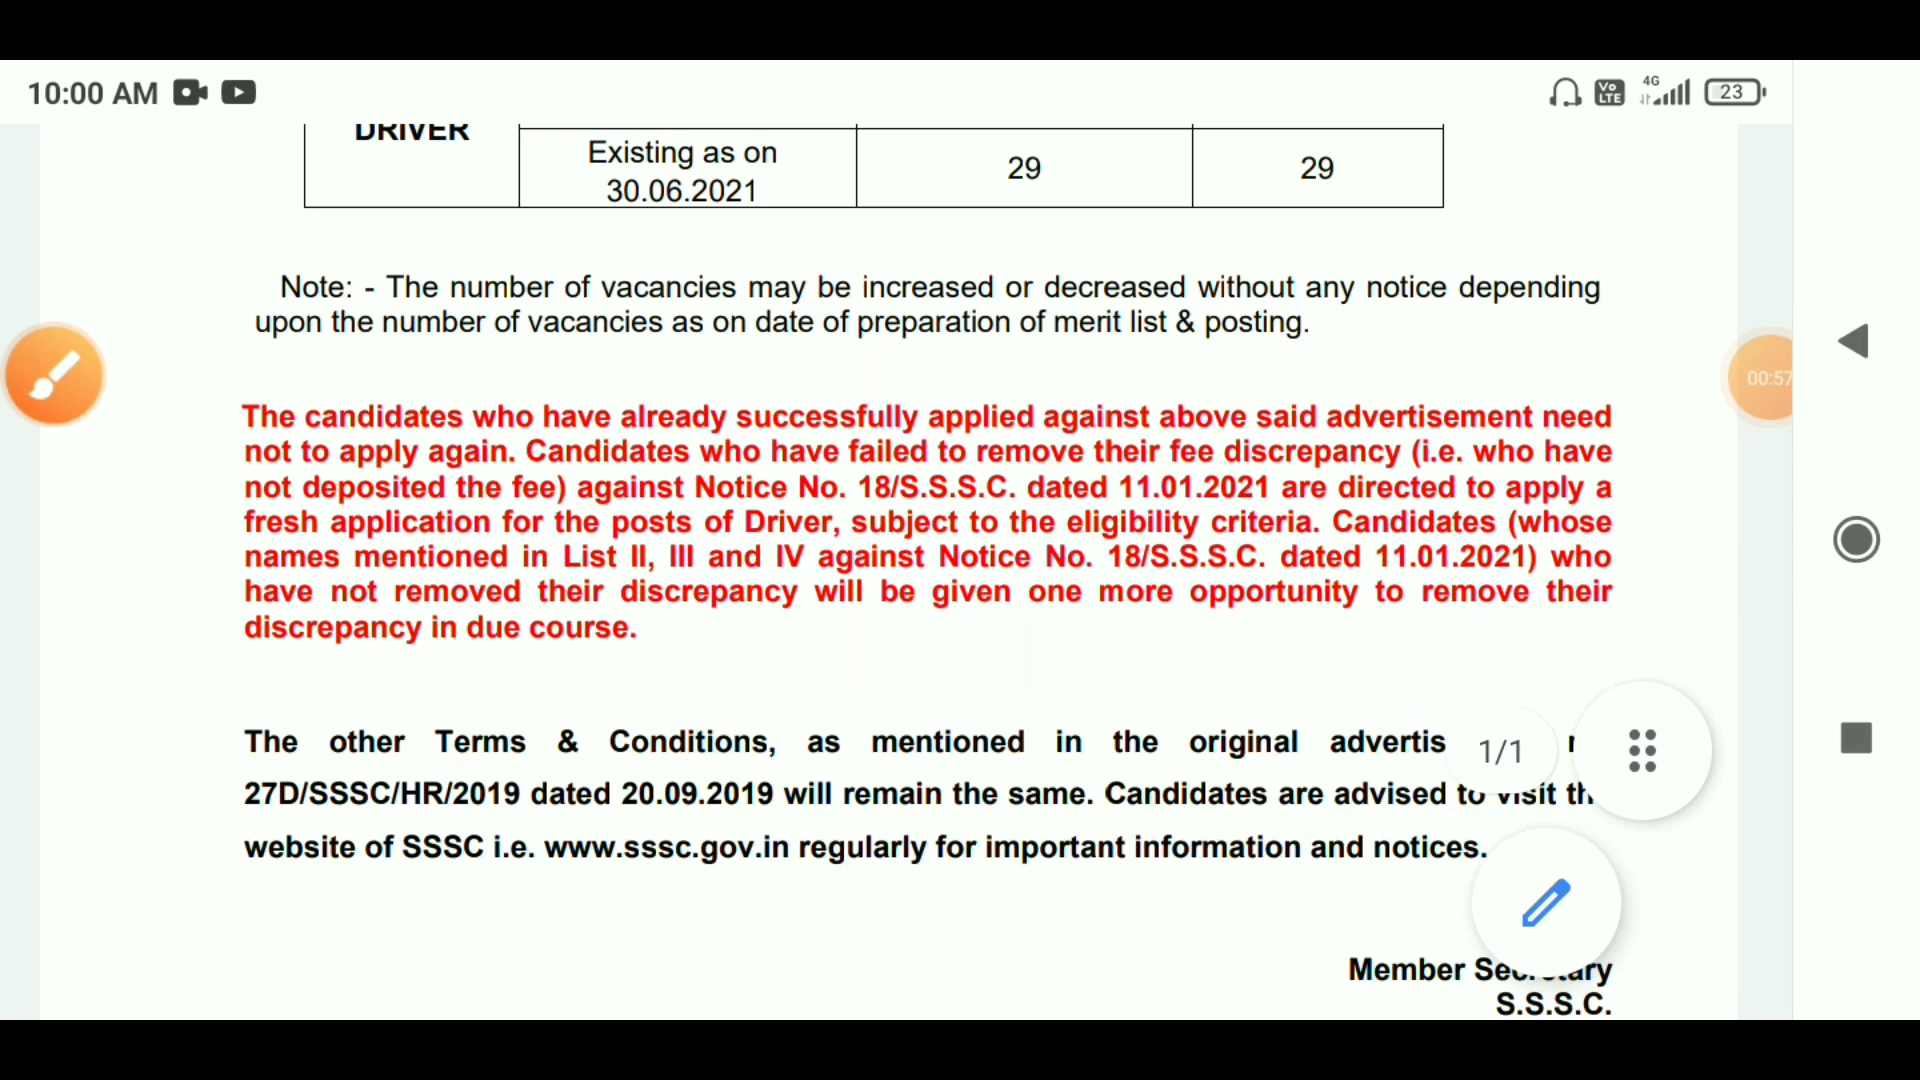 10:00 AM
Vo LTE 4G 23
DRIVER
Existing as on 29 29
30.06.2021
Note: - The number of vacancies may be increased or decreased without any notice depending
upon the number of vacancies as on date of preparation of merit list & posting.
00:57
The candidates who have already successfully applied against above said advertisement need
not to apply again. Candidates who have failed to remove their fee discrepancy (i.e. who have
not deposited the fee) against Notice No. 18/S.S.S.C. dated 11.01.2021 are directed to apply a
fresh application for the posts of Driver, subject to the eligibility criteria. Candidates (whose
names mentioned in List II, III and IV against Notice No. 18/S.S.S.C. dated 11.01.2021) who
have not removed their discrepancy will be given one more opportunity to remove their
discrepancy in due course.
The other Terms & Conditions, as mentioned in the original advertis
1/1
27D/SSSC/HR/2019 dated 20.09.2019 will remain the same. Candidates are advised to visit th
website of SSSC i.e. www.sssc.gov.in regularly for important information and notices.
Member Secretary
S.S.S.C.